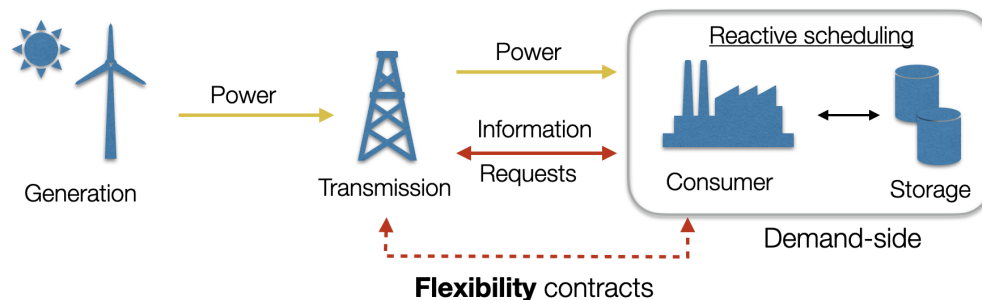 Reactive scheduling
Power
Power
Information
Requests
Generation
Transmission
Consumer
Storage
Demand-side
Flexibility contracts